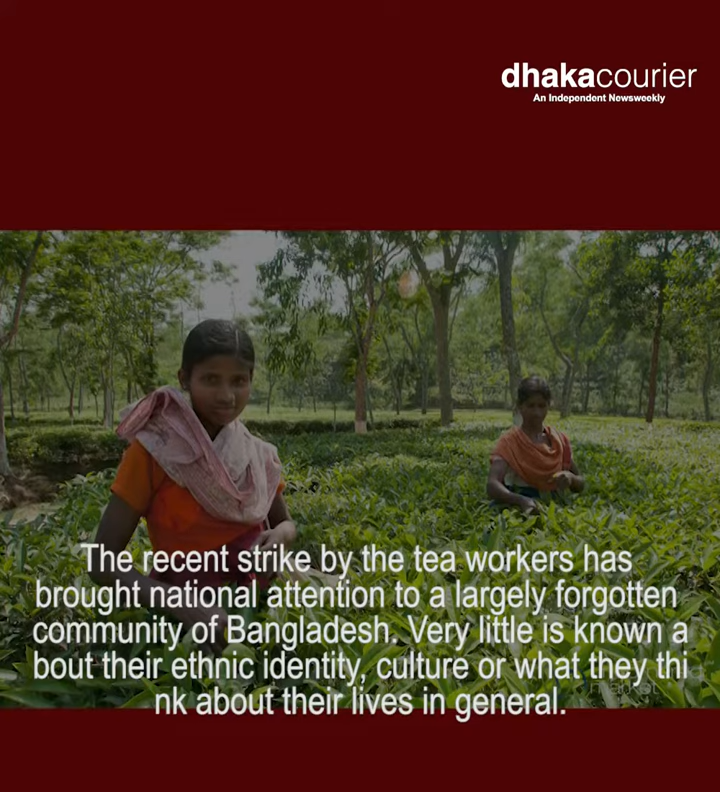 dhakacourier
An Independent Newsweekly
The recent strike by the tea workers has
brought national attention to a largely forgotten
community of Bangladesh. Very little is known a
bout their ethnic identity, culture or what they thi
nk about their lives in general.